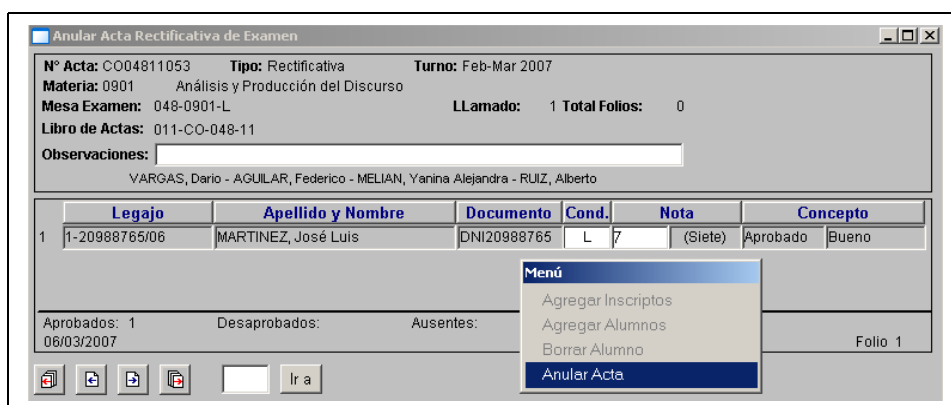 Anular Acta Rectificativa de Examen
N° Acta: CO04811053 Tipo: Rectificativa Turno: Feb-Mar 2007
Materia: 0901 Análisis y Producción del Discurso
Mesa Examen: 048-0901-L LLamado: 1 Total Folios: 0
Libro de Actas: 011-CO-048-11
Observaciones:
VARGAS, Dario - AGUILAR, Federico - MELIAN, Yanina Alejandra - RUIZ, Alberto
Legajo Apellido y Nombre Documento Cond. Nota Concepto
1 1-20988765/06 MARTINEZ, José Luis DNI20988765 L 7 (Siete) Aprobado Bueno
Menú
Agregar Inscriptos
Agregar Alumnos
Borrar Alumno
Anular Acta
Aprobados: 1 Desaprobados: Ausentes:
06/03/2007 Folio 1
Ir a